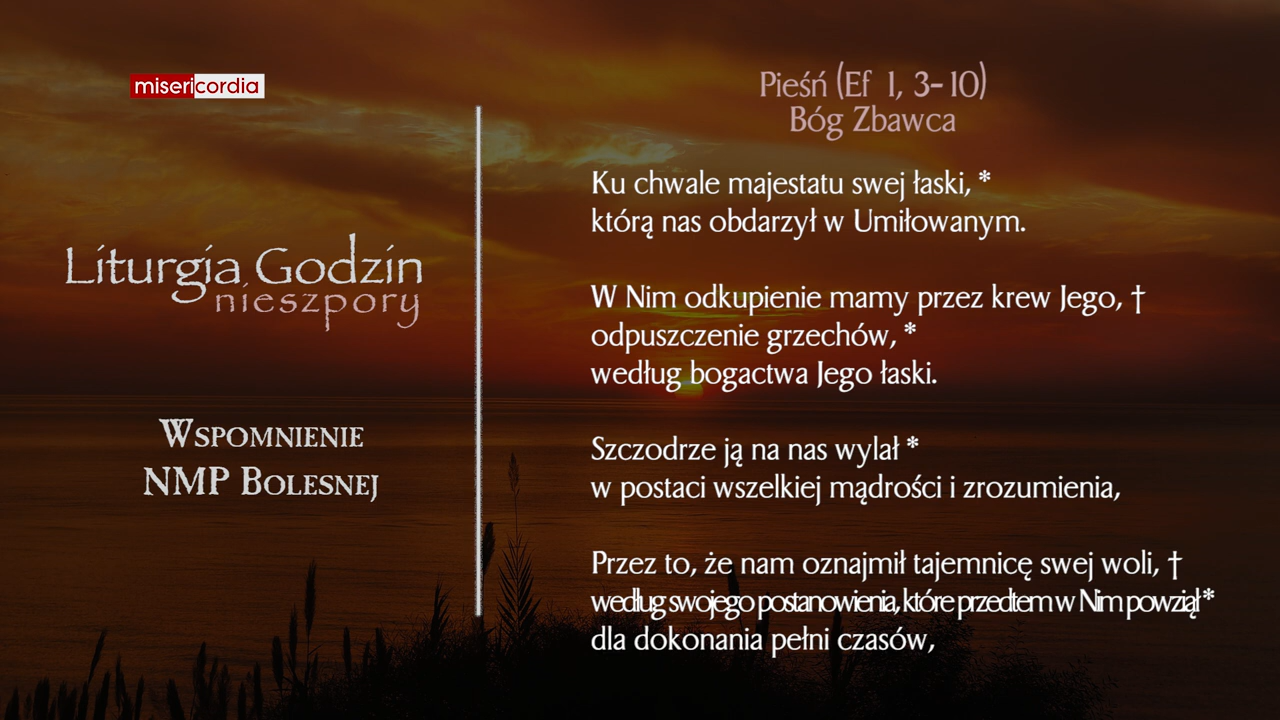 misericordia
Liturgia Godzin
nieszpory
Wspomnienie
NMP Bolesnej
Pieśń (Ef 1, 3-10)
Bóg Zbawca
Ku chwale majestatu swej łaski, *
którą nas obdarzył w Umiłowanym.
W Nim odkupienie mamy przez krew Jego, †
odpuszczenie grzechów, *
według bogactwa Jego łaski.
Szczodrze ją na nas wylał *
w postaci wszelkiej mądrości i zrozumienia,
Przez to, że nam oznajmił tajemnicę swej woli, †
według swojego postanowienia, które przedtem w Nim powziął *
dla dokonania pełni czasów,